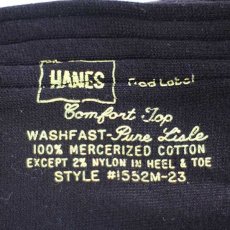 HANES Red Label
Comfort Top
WASHFAST-Pure Lisle
100% MERCERIZED COTTON
EXCEPT 2% NYLON IN HEEL & TOE
STYLE #1552M-23